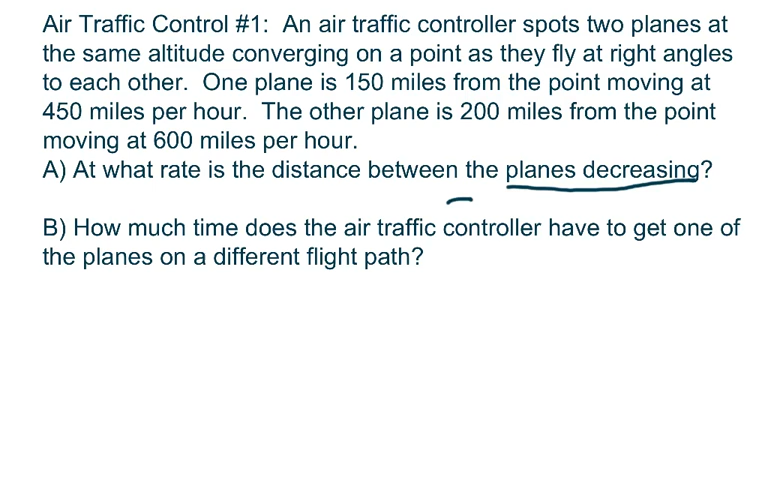 Air Traffic Control #1:  An air traffic controller spots two planes at
the same altitude converging on a point as they fly at right angles
to each other.  One plane is 150 miles from the point moving at
450 miles per hour.  The other plane is 200 miles from the point
moving at 600 miles per hour.
A) At what rate is the distance between the planes decreasing?
B) How much time does the air traffic controller have to get one of
the planes on a different flight path?